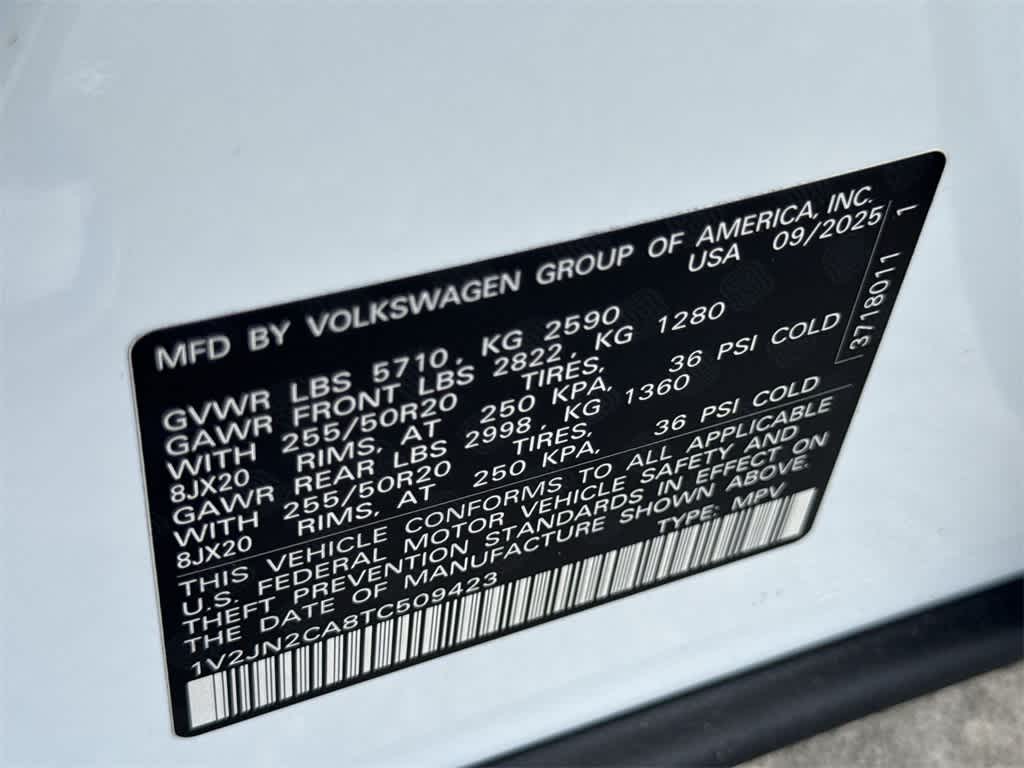 MFD BY VOLKSWAGEN GROUP OF AMERICA, INC.
USA 09/2025
GVWR LBS 5710, KG 2590
GAWR FRONT LBS 2822, KG 1280
WITH 255/50R20 TIRES,
8JX20 RIMS, AT 250 KPA, 36 PSI COLD
GAWR REAR LBS 2998, KG 1360
WITH 255/50R20 TIRES,
8JX20 RIMS, AT 250 KPA, 36 PSI COLD
THIS VEHICLE CONFORMS TO ALL APPLICABLE
U.S. FEDERAL MOTOR VEHICLE SAFETY AND
THEFT PREVENTION STANDARDS IN EFFECT ON
THE DATE OF MANUFACTURE SHOWN ABOVE.
1V2JN2CA8TC509423 TYPE: MPV
3718011 1